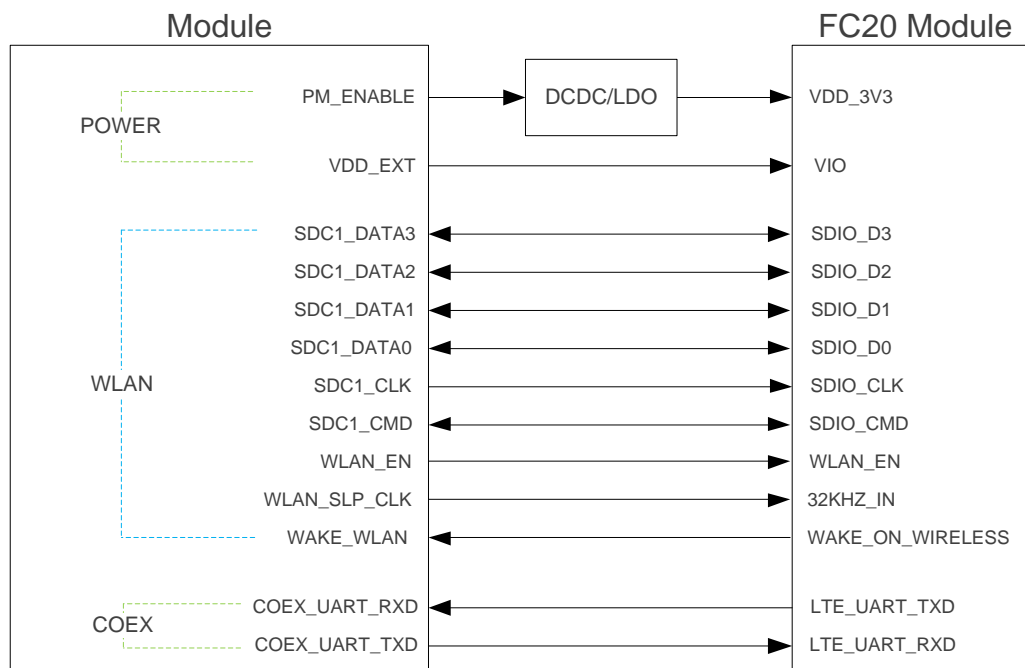 Module
FC20 Module
PM_ENABLE
DCDC/LDO
VDD_3V3
POWER
VDD_EXT
VIO
SDC1_DATA3
SDIO_D3
SDC1_DATA2
SDIO_D2
SDC1_DATA1
SDIO_D1
SDC1_DATA0
SDIO_D0
WLAN
SDC1_CLK
SDIO_CLK
SDC1_CMD
SDIO_CMD
WLAN_EN
WLAN_EN
WLAN_SLP_CLK
32KHZ_IN
WAKE_WLAN
WAKE_ON_WIRELESS
COEX_UART_RXD
LTE_UART_TXD
COEX
COEX_UART_TXD
LTE_UART_RXD